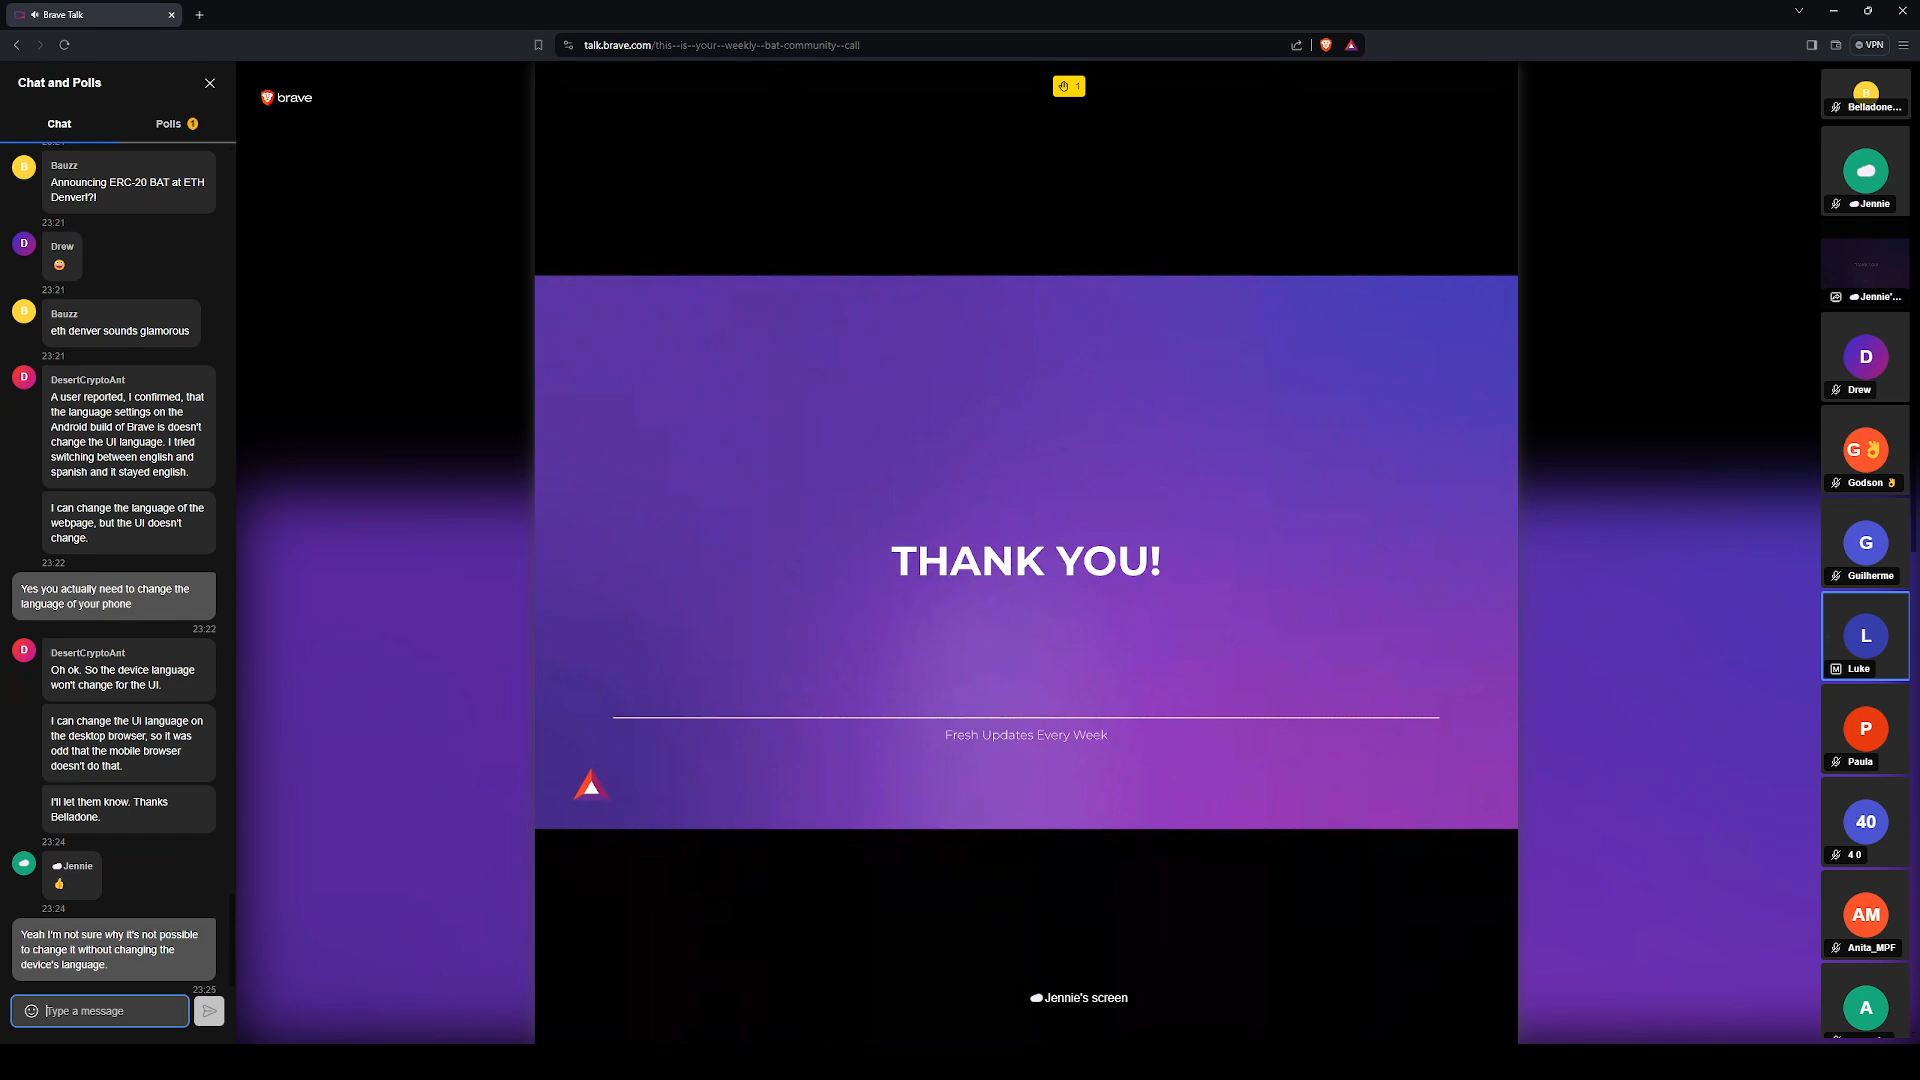 Brave Talk
talk.brave.com/this--is--your--weekly--bat-community--call
VPN
Chat and Polls
Chat
Polls 1
B
Bauzz
Announcing ERC-20 BAT at ETH
Denver!?!
23:21
D
Drew
23:21
B
Bauzz
eth denver sounds glamorous
23:21
D
DesertCryptoAnt
A user reported, I confirmed, that
the language settings on the
Android build of Brave is doesn't
change the UI language. I tried
switching between english and
spanish and it stayed english.
I can change the language of the
webpage, but the UI doesn't
change.
23:22
Yes you actually need to change the
language of your phone
23:22
D
DesertCryptoAnt
Oh ok. So the device language
won't change for the UI.
I can change the UI language on
the desktop browser, so it was
odd that the mobile browser
doesn't do that.
I'll let them know. Thanks
Belladone.
23:24
Jennie
23:24
Yeah I'm not sure why it's not possible
to change it without changing the
device's language.
23:25
Type a message
brave
1
THANK YOU!
Fresh Updates Every Week
Jennie's screen
B
Belladone...
Jennie
THANK YOU!
Jennie'...
D
Drew
G
Godson
G
Guilherme
L
M Luke
P
Paula
40
4 0
AM
Anita_MPF
A